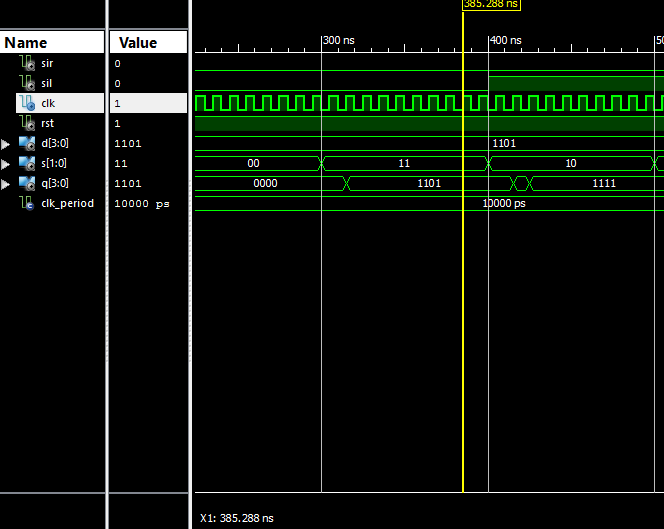 385.288 ns
Name Value 300 ns 400 ns 50
sir 0
sil 0
clk 1
rst 1
d[3:0] 1101 1101
s[1:0] 11 00 11 10
q[3:0] 1101 0000 1101 1111
clk_period 10000 ps 10000 ps
X1: 385.288 ns